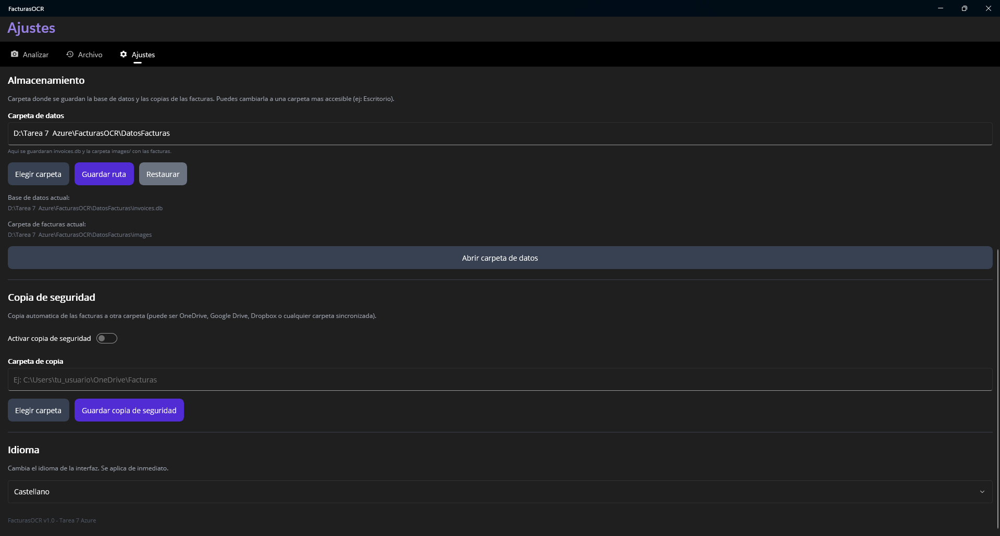 FacturasOCR
Ajustes
Analizar
Archivo
Ajustes
Almacenamiento
Carpeta donde se guardan la base de datos y las copias de las facturas. Puedes cambiarla a una carpeta mas accesible (ej: Escritorio).
Carpeta de datos
D:\Tarea 7  Azure\FacturasOCR\DatosFacturas
Aqui se guardaran invoices.db y la carpeta images/ con las facturas.
Elegir carpeta
Guardar ruta
Restaurar
Base de datos actual:
D:\Tarea 7  Azure\FacturasOCR\DatosFacturas\invoices.db
Carpeta de facturas actual:
D:\Tarea 7  Azure\FacturasOCR\DatosFacturas\images
Abrir carpeta de datos
Copia de seguridad
Copia automatica de las facturas a otra carpeta (puede ser OneDrive, Google Drive, Dropbox o cualquier carpeta sincronizada).
Activar copia de seguridad
Carpeta de copia
Ej: C:\Users\tu_usuario\OneDrive\Facturas
Elegir carpeta
Guardar copia de seguridad
Idioma
Cambia el idioma de la interfaz. Se aplica de inmediato.
Castellano
FacturasOCR v1.0 - Tarea 7 Azure